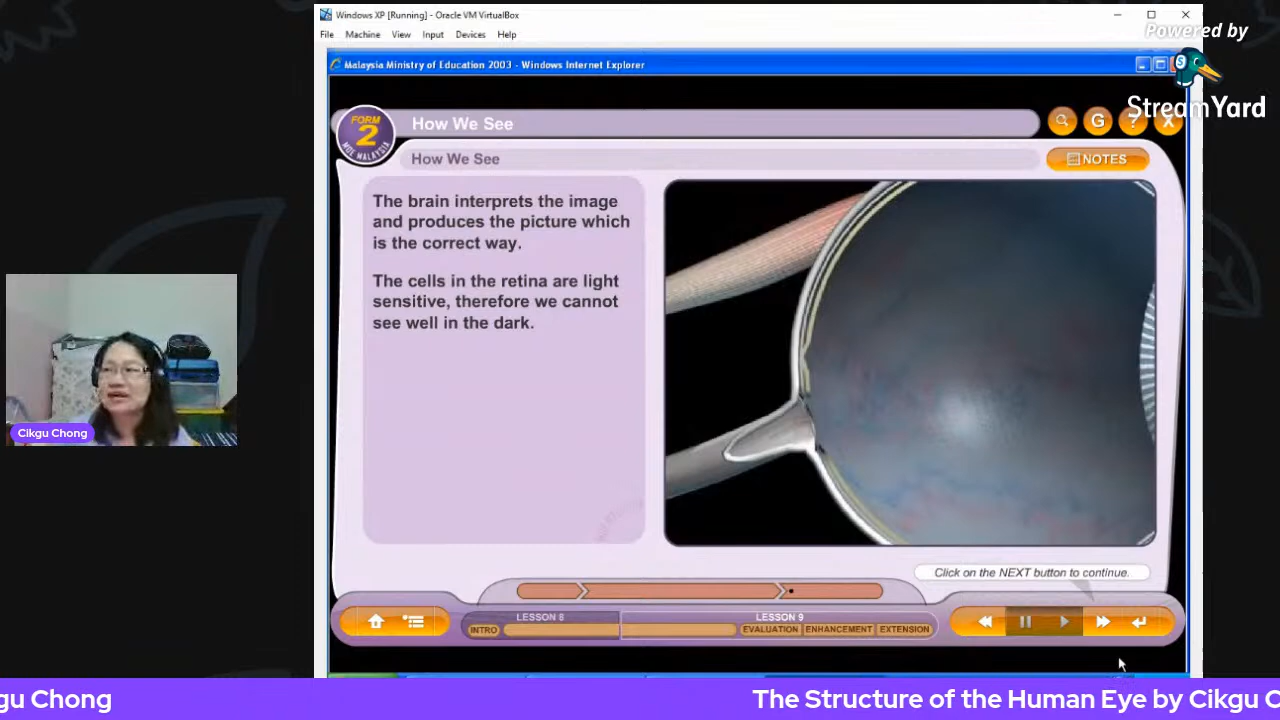 Windows XP [Running] - Oracle VM VirtualBox
File Machine View Input Devices Help
Powered by
StreamYard
Malaysia Ministry of Education 2003 - Windows Internet Explorer
FORM
2
MOE MALAYSIA
How We See
G ? X
How We See
NOTES
The brain interprets the image
and produces the picture which
is the correct way.
The cells in the retina are light
sensitive, therefore we cannot
see well in the dark.
Cikgu Chong
Click on the NEXT button to continue.
LESSON 8
LESSON 9
INTRO
EVALUATION
ENHANCEMENT
EXTENSION
gu Chong
The Structure of the Human Eye by Cikgu C